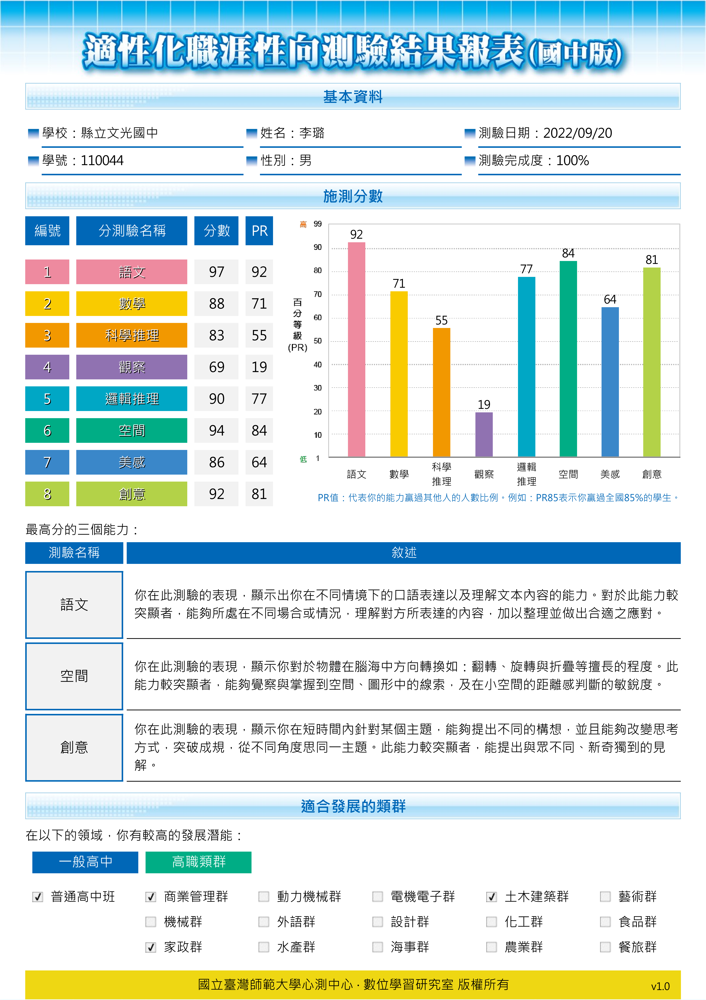 適性化職涯性向測驗結果報表(國中版)
基本資料
學校：縣立文光國中 姓名：李璐 測驗日期：2022/09/20
學號：110044 性別：男 測驗完成度：100%
施測分數
編號 分測驗名稱 分數 PR
1 語文 97 92
2 數學 88 71
3 科學推理 83 55
4 觀察 69 19
5 邏輯推理 90 77
6 空間 94 84
7 美感 86 64
8 創意 92 81
百分等級(PR)
高 99
90
80
70
60
50
40
30
20
10
低 1
92 71 55 19 77 84 64 81
語文 數學 科學推理 觀察 邏輯推理 空間 美感 創意
PR值：代表你的能力贏過其他人的人數比例。例如：PR85表示你贏過全國85%的學生。
最高分的三個能力：
測驗名稱 敘述
語文
你在此測驗的表現，顯示出你在不同情境下的口語表達以及理解文本內容的能力。對於此能力較
突顯者，能夠所處在不同場合或情況，理解對方所表達的內容，加以整理並做出合適之應對。
空間
你在此測驗的表現，顯示你對於物體在腦海中方向轉換如：翻轉、旋轉與折疊等擅長的程度。此
能力較突顯者，能夠覺察與掌握到空間、圖形中的線索，及在小空間的距離感判斷的敏銳度。
創意
你在此測驗的表現，顯示你在短時間內針對某個主題，能夠提出不同的構想，並且能夠改變思考
方式，突破成規，從不同角度思同一主題。此能力較突顯者，能提出與眾不同、新奇獨到的見
解。
適合發展的類群
在以下的領域，你有較高的發展潛能：
一般高中 高職類群
普通高中班 商業管理群 動力機械群 電機電子群 土木建築群 藝術群
機械群 外語群 設計群 化工群 食品群
家政群 水產群 海事群 農業群 餐旅群
國立臺灣師範大學心測中心·數位學習研究室 版權所有 v1.0